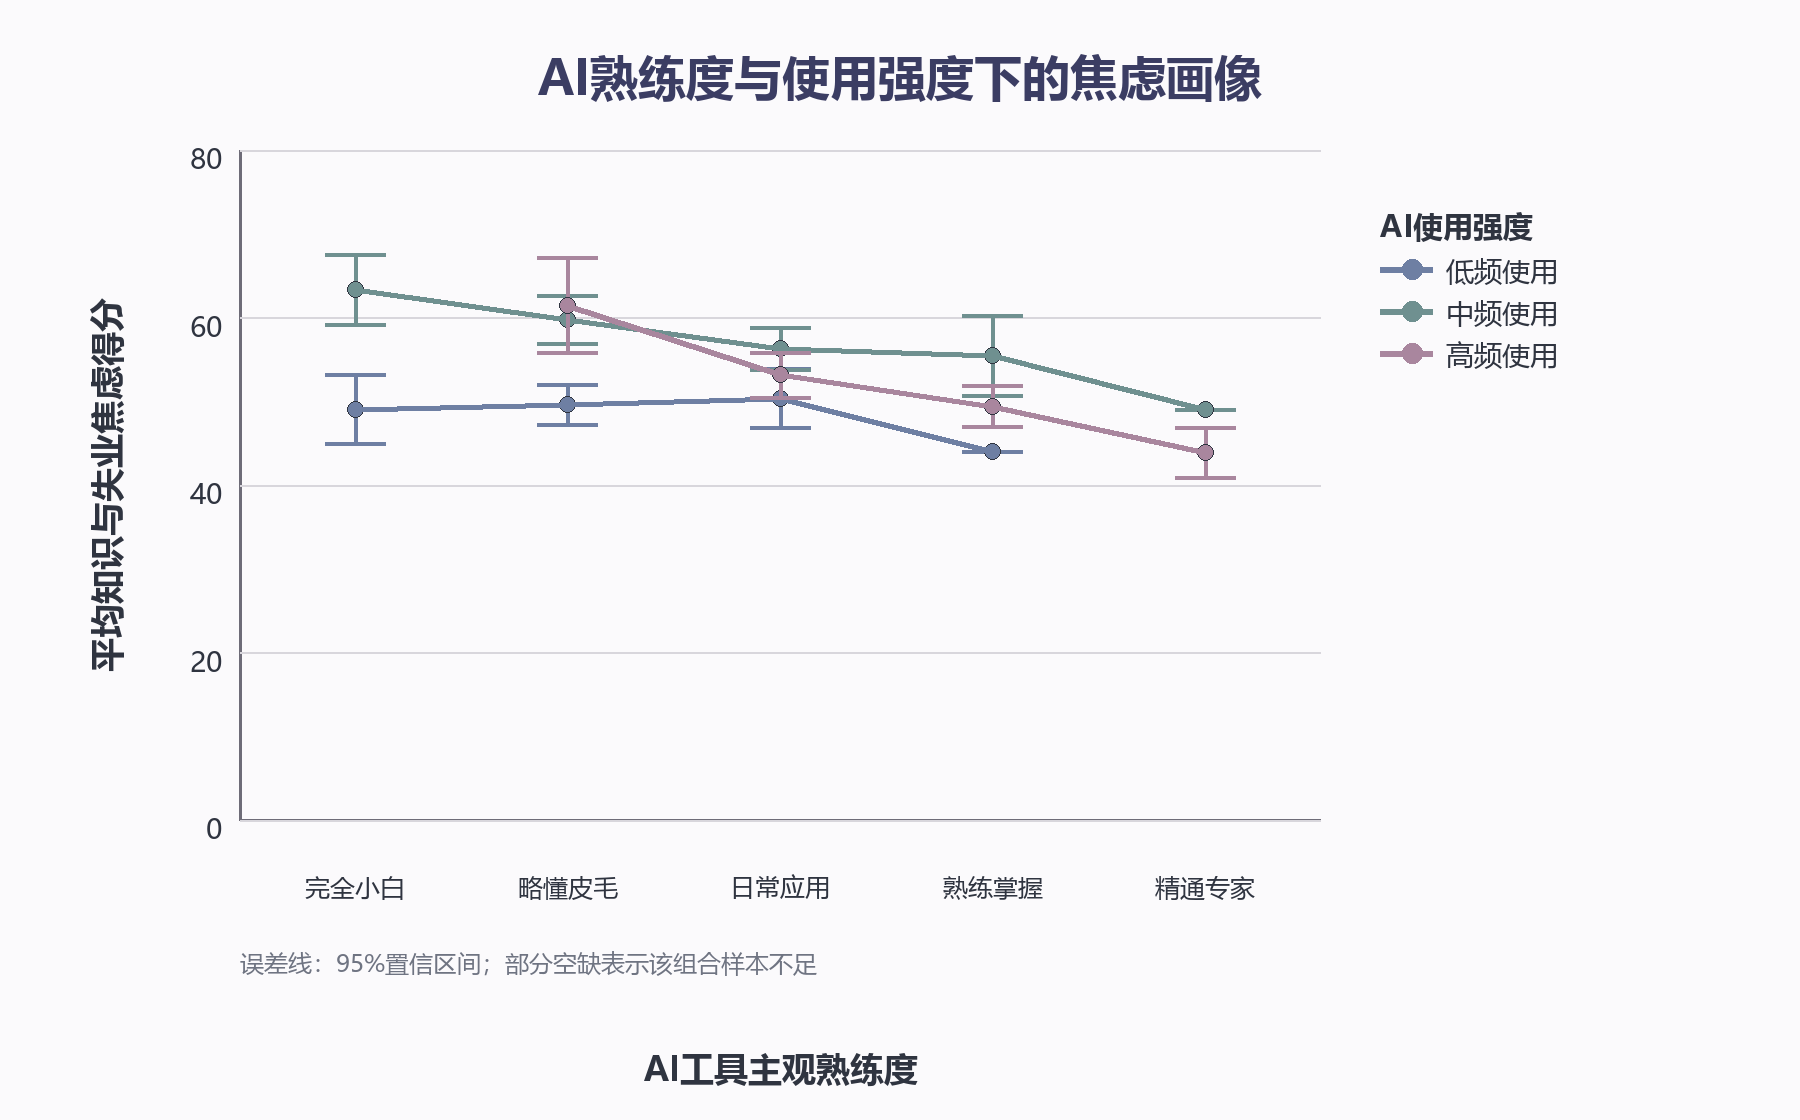 AI熟练度与使用强度下的焦虑画像
平均知识与失业焦虑得分
80
60
40
20
0
完全小白
略懂皮毛
日常应用
熟练掌握
精通专家
AI使用强度
低频使用
中频使用
高频使用
误差线：95%置信区间；部分空缺表示该组合样本不足
AI工具主观熟练度